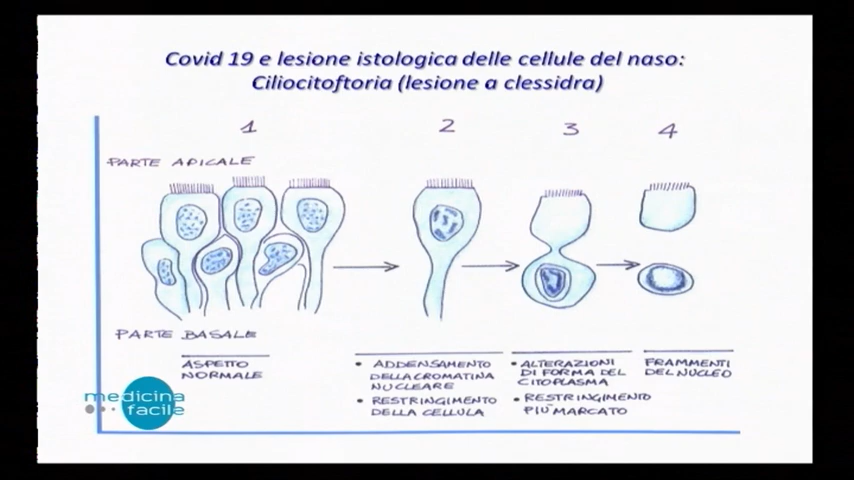 Covid 19 e lesione istologica delle cellule del naso:
Ciliocitoftoria (lesione a clessidra)
1 2 3 4
PARTE APICALE
PARTE BASALE
ASPETTO
NORMALE
• ADDENSAMENTO
DELLA CROMATINA
NUCLEARE
• RESTRINGIMENTO
DELLA CELLULA
• ALTERAZIONI
DI FORMA DEL
CITOPLASMA
• RESTRINGIMENTO
PIÙ MARCATO
FRAMMENTI
DEL NUCLEO
medicina
facile